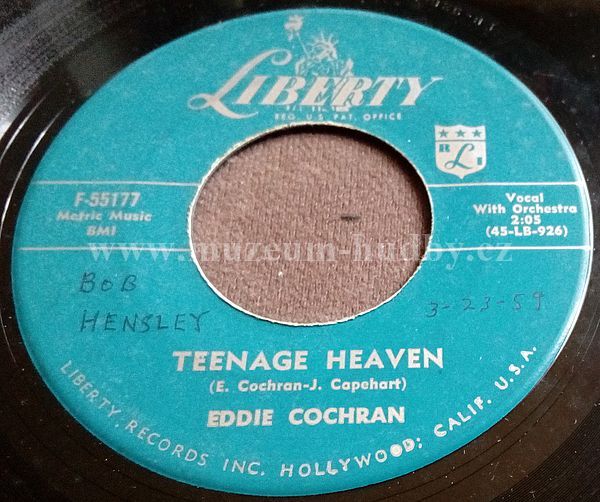 LIBERTY
REG. U.S. PAT. OFFICE
R L I
F-55177
Metric Music
BMI
Vocal
With Orchestra
2:05
(45-LB-926)
www.muzeum-hudby.cz
BOB
HENSLEY
3-23-59
TEENAGE HEAVEN
(E. Cochran-J. Capehart)
EDDIE COCHRAN
LIBERTY, RECORDS INC. HOLLYWOOD; CALIF. U.S.A.